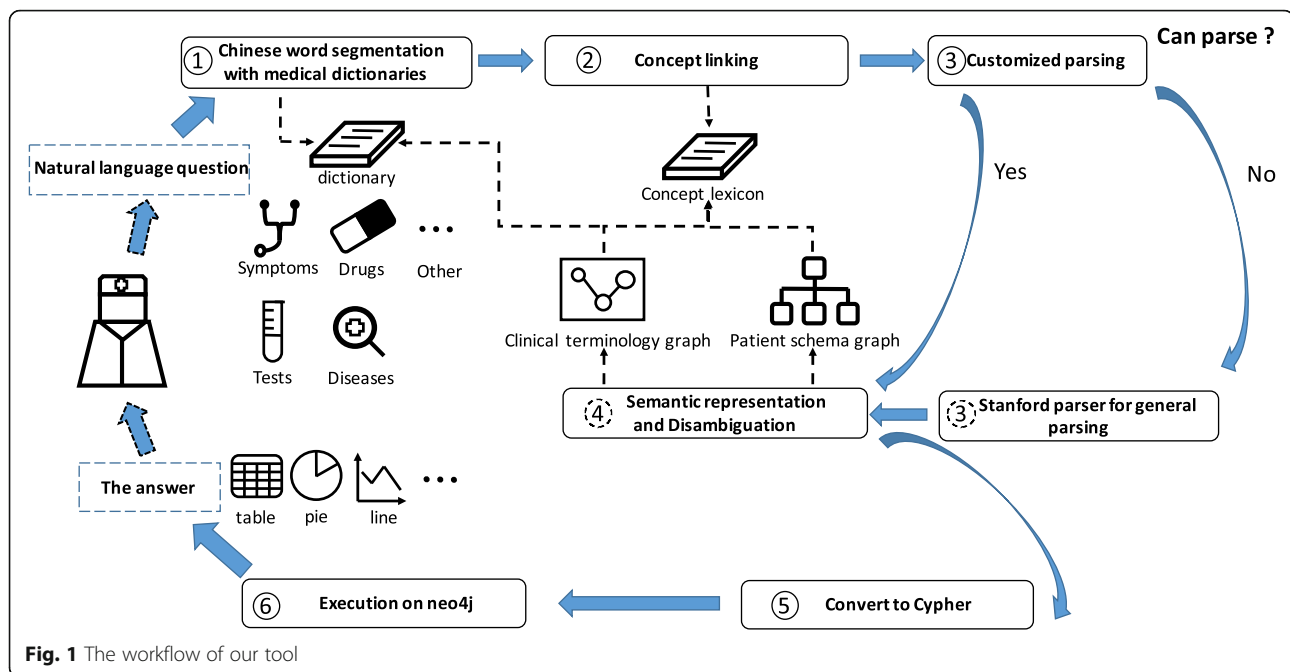 ① Chinese word segmentation
with medical dictionaries
② Concept linking
③ Customized parsing
Can parse ?
Natural language question
dictionary
Concept lexicon
Yes
No
Symptoms
Drugs
Other
Tests
Diseases
Clinical terminology graph
Patient schema graph
④ Semantic representation
and Disambiguation
③ Stanford parser for general
parsing
The answer
table
pie
line
⑥ Execution on neo4j
⑤ Convert to Cypher
Fig. 1 The workflow of our tool